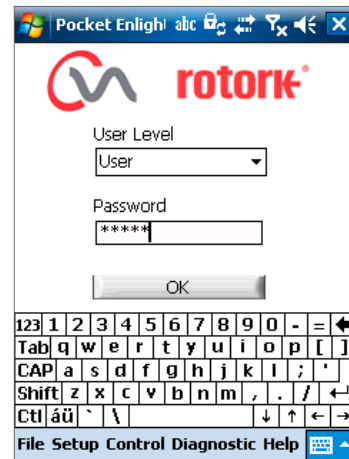 Pocket Enligh abc
rotork
User Level
User
Password
*****
OK
123 1 2 3 4 5 6 7 8 9 0 - =
Tab q w e r t y u i o p [ ]
CAP a s d f g h j k l ; '
Shift z x c v b n m , . /
Ctl áü ` \
File Setup Control Diagnostic Help